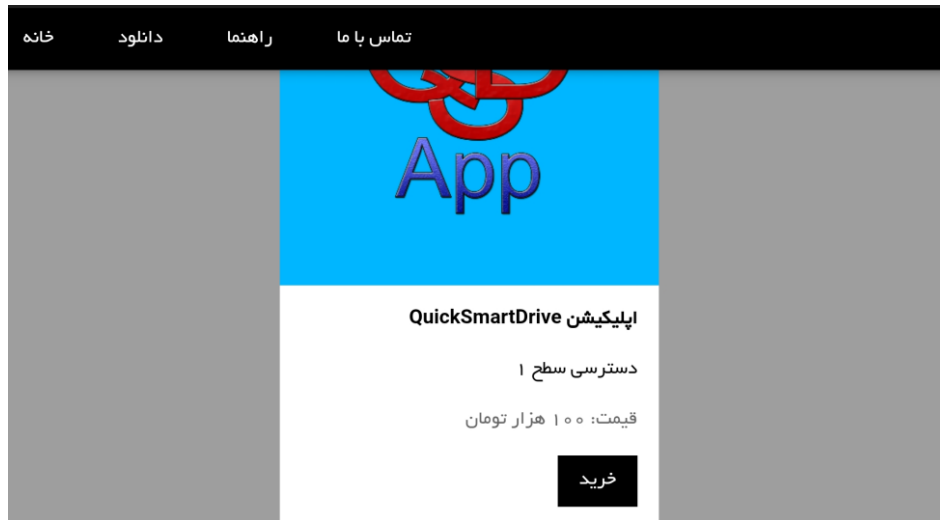 خانه دانلود راهنما تماس با ما
App
اپلیکیشن QuickSmartDrive
دسترسی سطح ۱
قیمت: ۱۰۰ هزار تومان
خرید